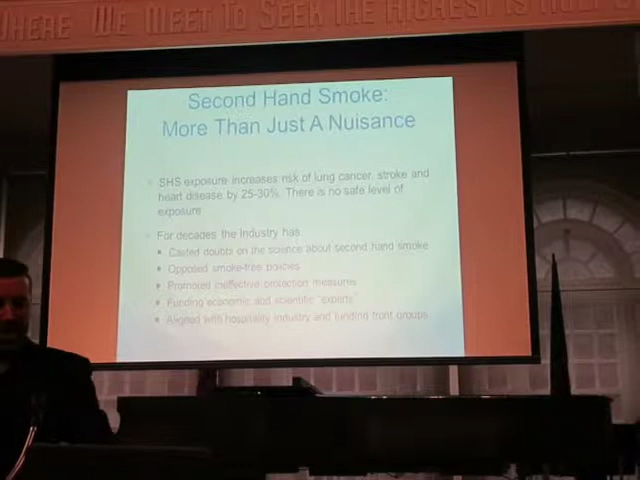 WHERE WE MEET TO SEEK THE HIGHEST IS HOLY
Second Hand Smoke:
More Than Just A Nuisance
SHS exposure increases risk of lung cancer, stroke and
heart disease by 25-30%. There is no safe level of
exposure
For decades the Industry has
Casted doubts on the science about second hand smoke
Opposed smoke-free policies
Promoted ineffective protection measures
Funding economic and scientific "experts"
Aligned with hospitality industry and funding front groups